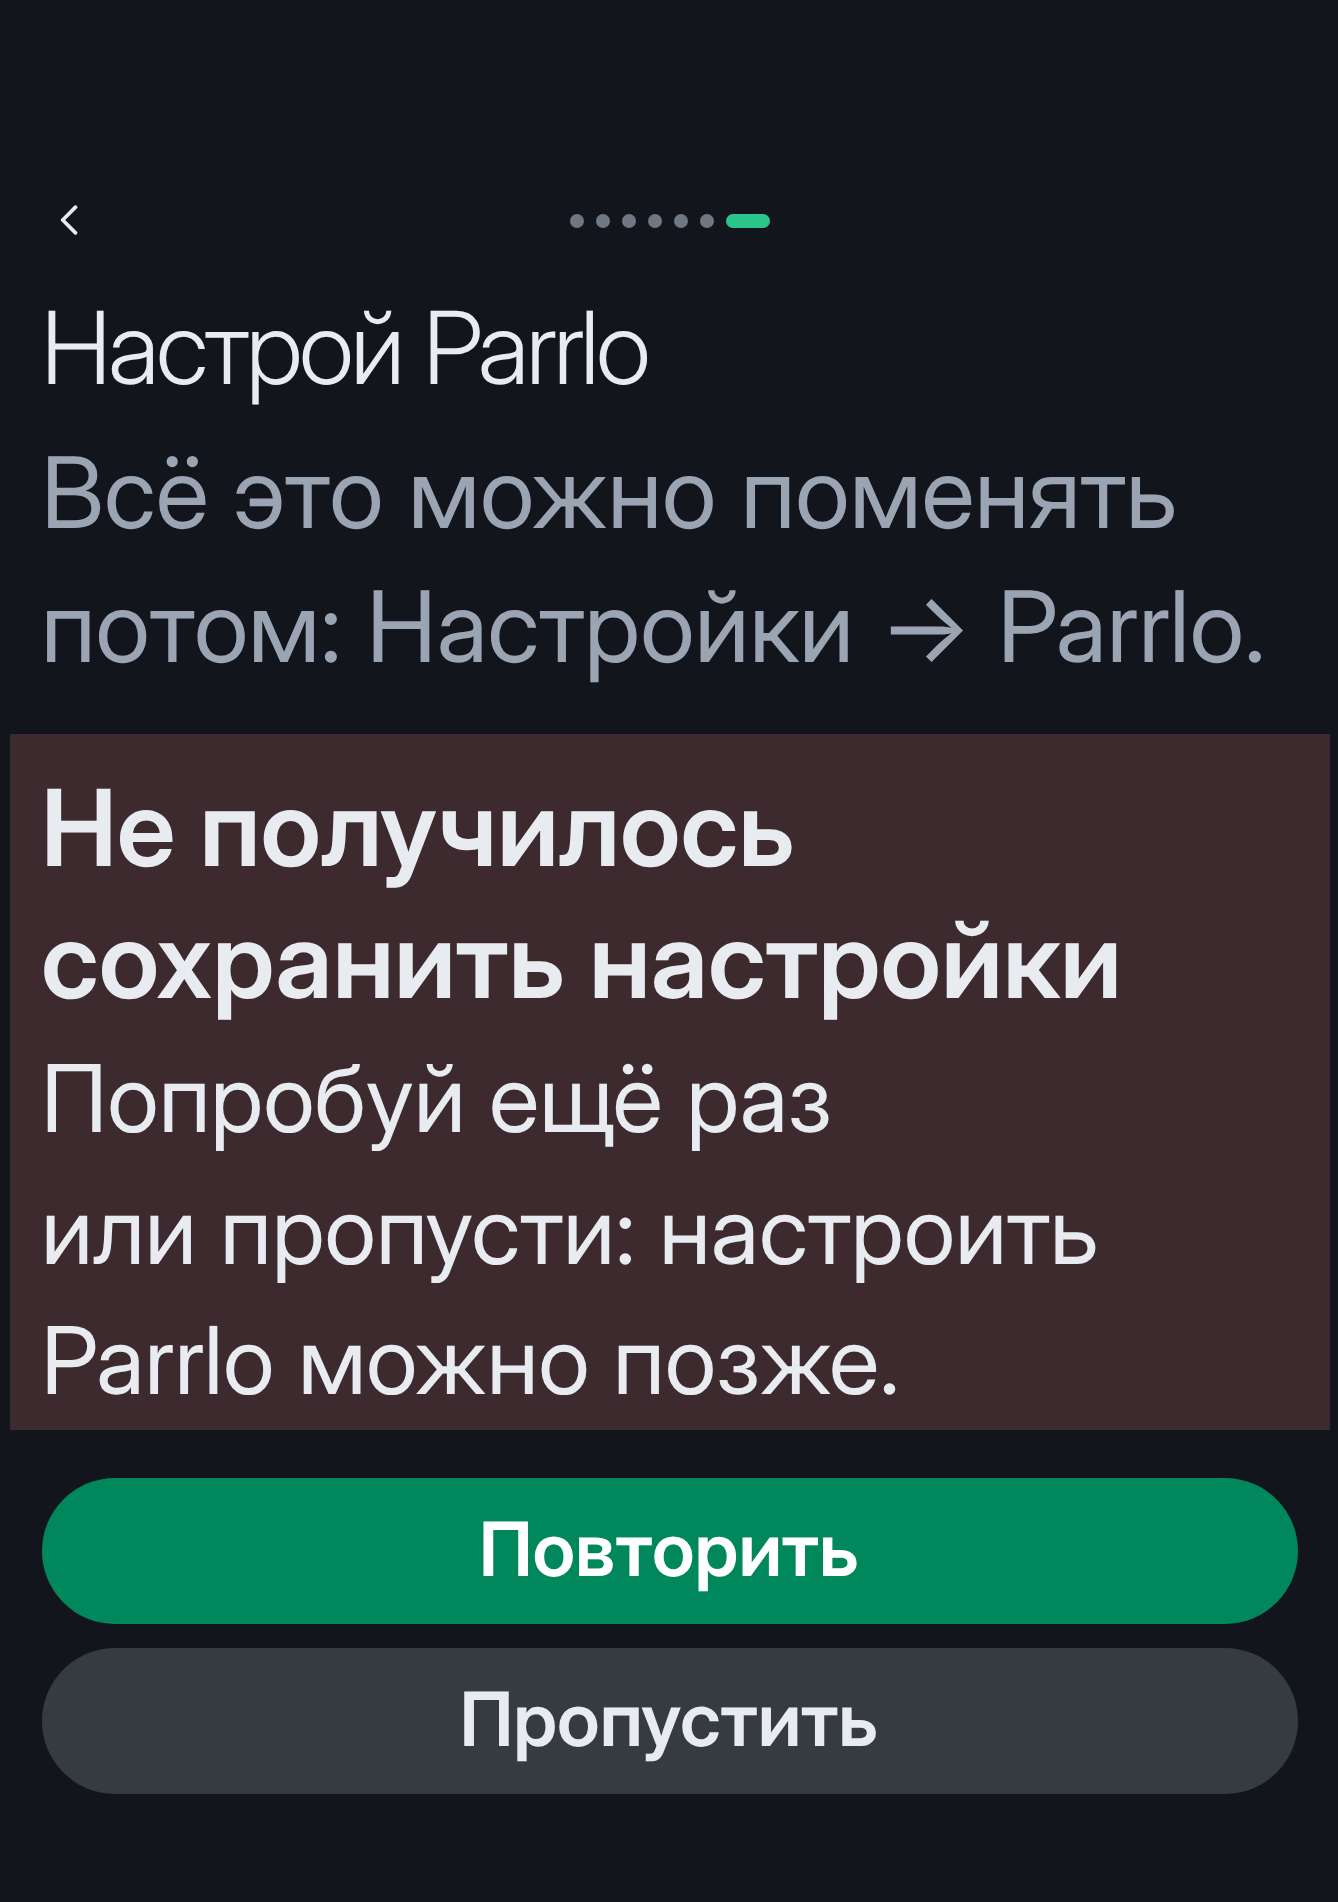 Настрой Parrlo
Всё это можно поменять
потом: Настройки → Parrlo.
Не получилось
сохранить настройки
Попробуй ещё раз
или пропусти: настроить
Parrlo можно позже.
Повторить
Пропустить